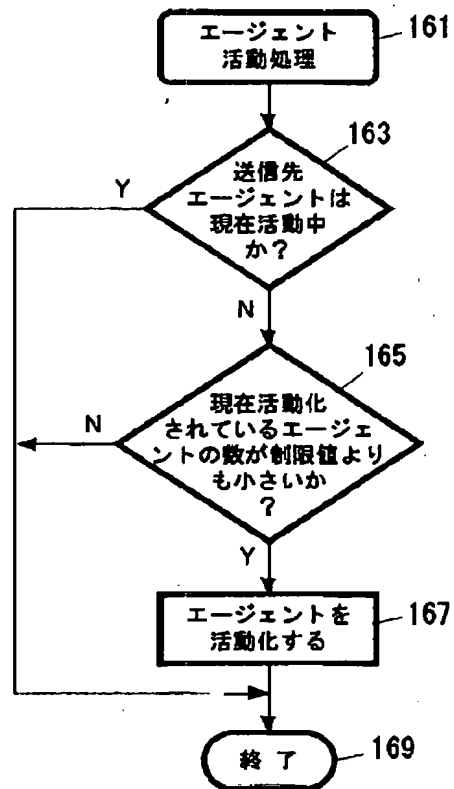 エージェント
活動処理
161
163
送信先
エージェントは
現在活動中
か？
Y
N
165
現在活動化
されているエージェ
ントの数が制限値より
も小さいか
？
N
Y
エージェントを
活動化する
167
終了
169